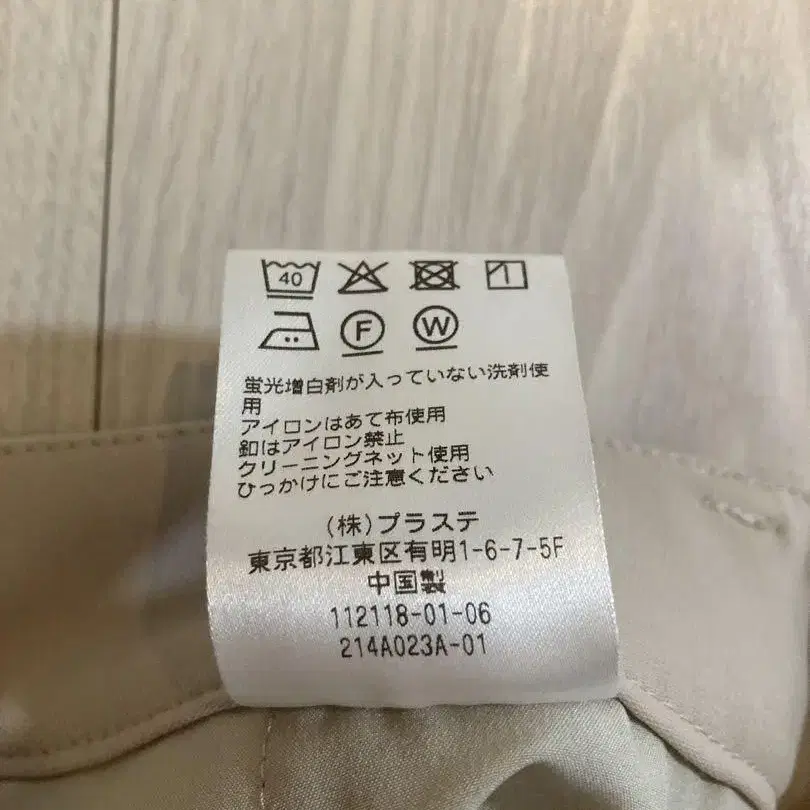 40
F W
蛍光増白剤が入っていない洗剤使
用
アイロンはあて布使用
釦はアイロン禁止
クリーニングネット使用
ひっかけにご注意ください
(株)プラステ
東京都江東区有明1-6-7-5F
中国製
112118-01-06
214A023A-01